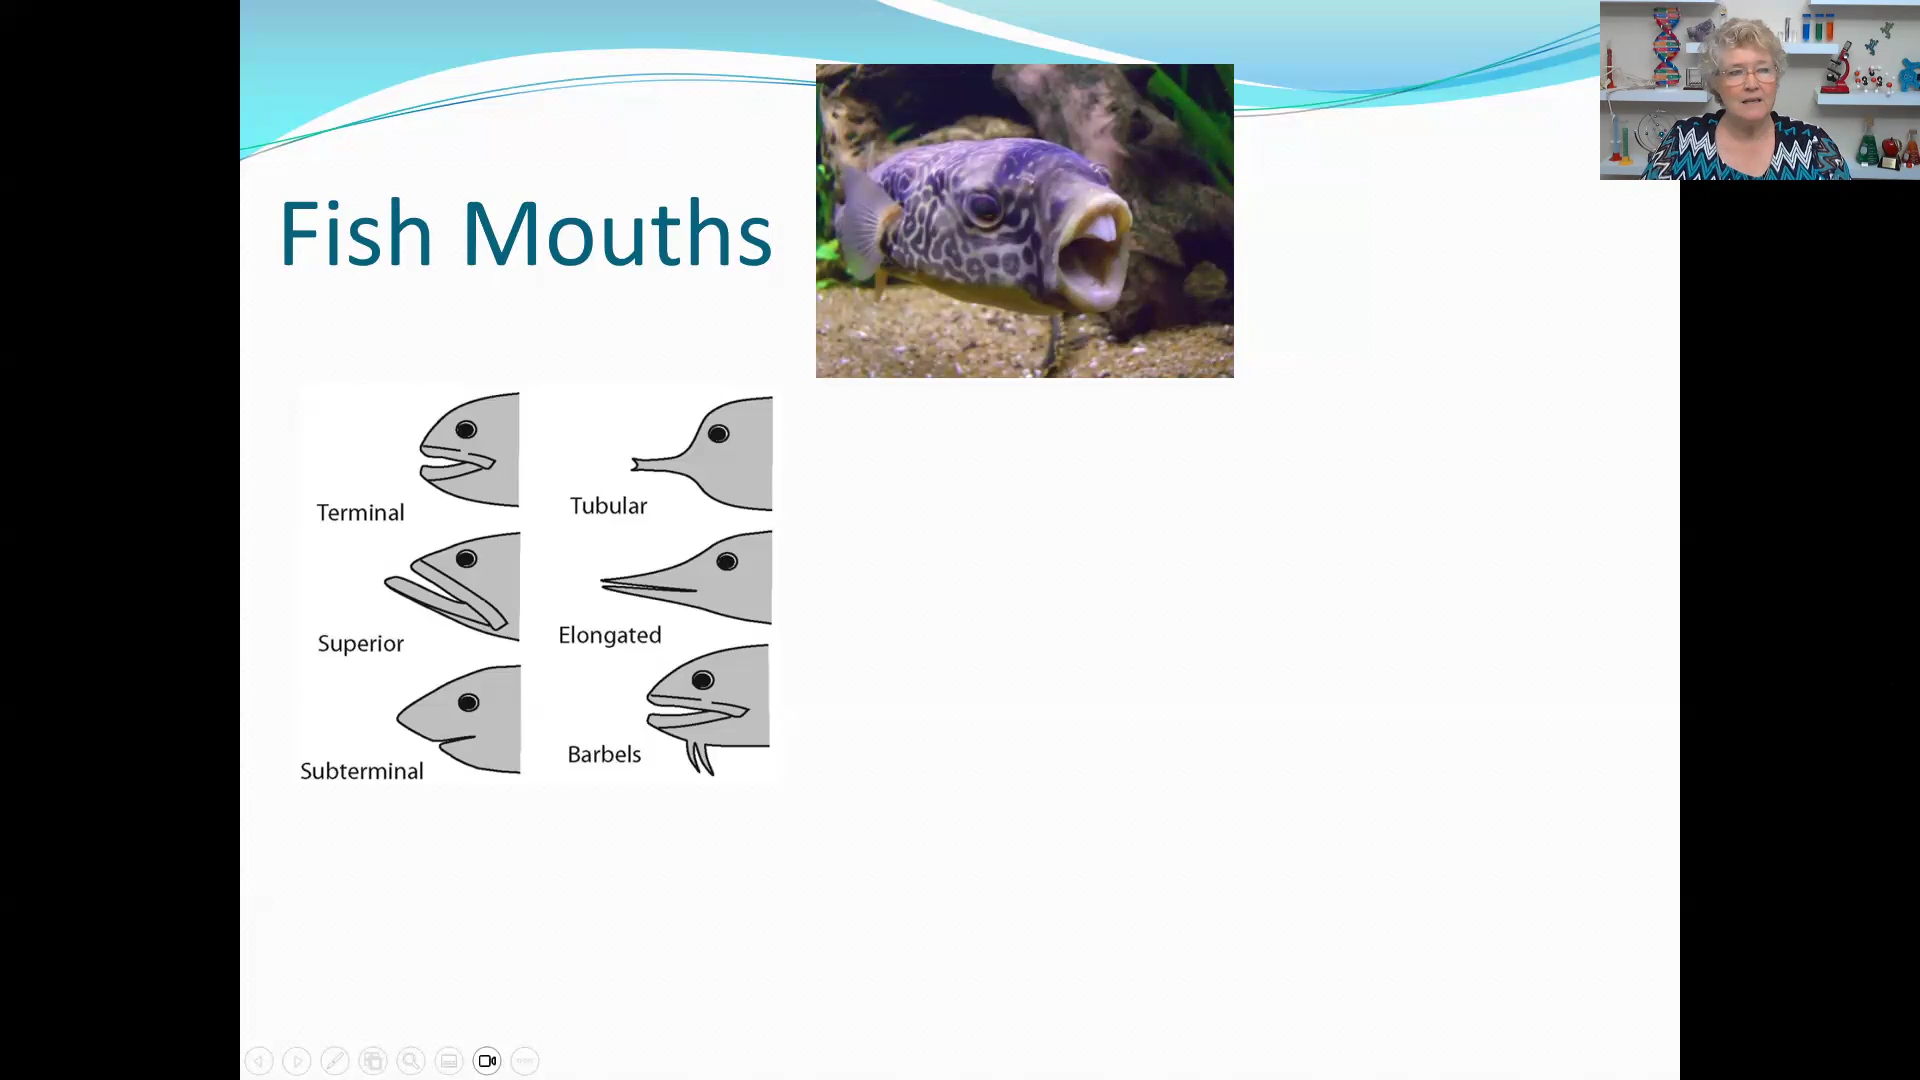 Fish Mouths
Terminal
Tubular
Superior
Elongated
Subterminal
Barbels